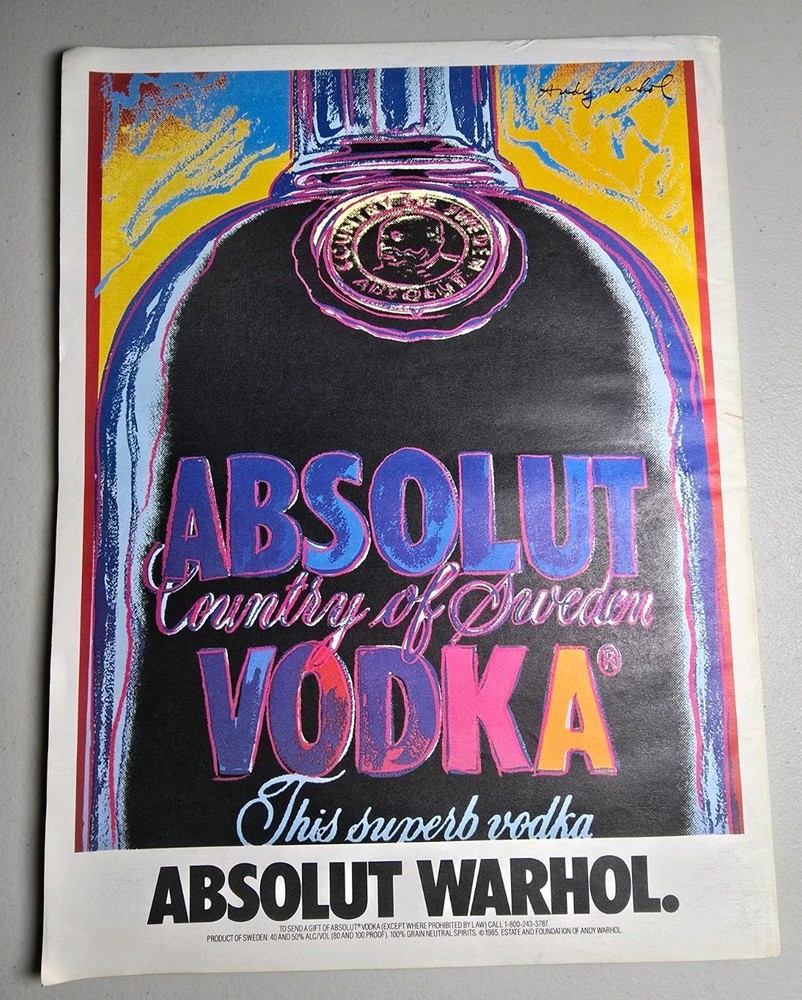 Andy Warhol
COUNTRY OF SWEDEN
ABSOLUT
ABSOLUT
Country of Sweden
VODKA®
This superb vodka
ABSOLUT WARHOL.
TO SEND A GIFT OF ABSOLUT® VODKA (EXCEPT WHERE PROHIBITED BY LAW) CALL 1-800-243-3787.
PRODUCT OF SWEDEN. 40 AND 50% ALC/VOL (80 AND 100 PROOF). 100% GRAIN NEUTRAL SPIRITS. © 1985. ESTATE AND FOUNDATION OF ANDY WARHOL.